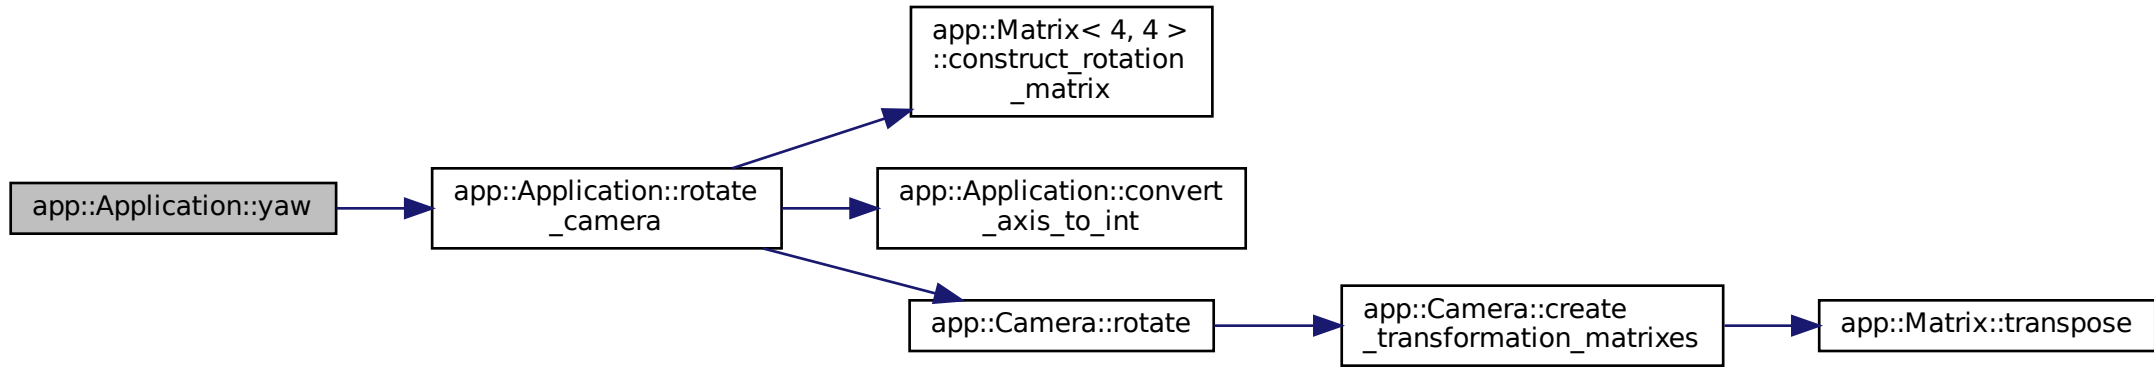 app::Application::yaw
app::Application::rotate
_camera
app::Matrix< 4, 4 >
::construct_rotation
_matrix
app::Application::convert
_axis_to_int
app::Camera::rotate
app::Camera::create
_transformation_matrixes
app::Matrix::transpose